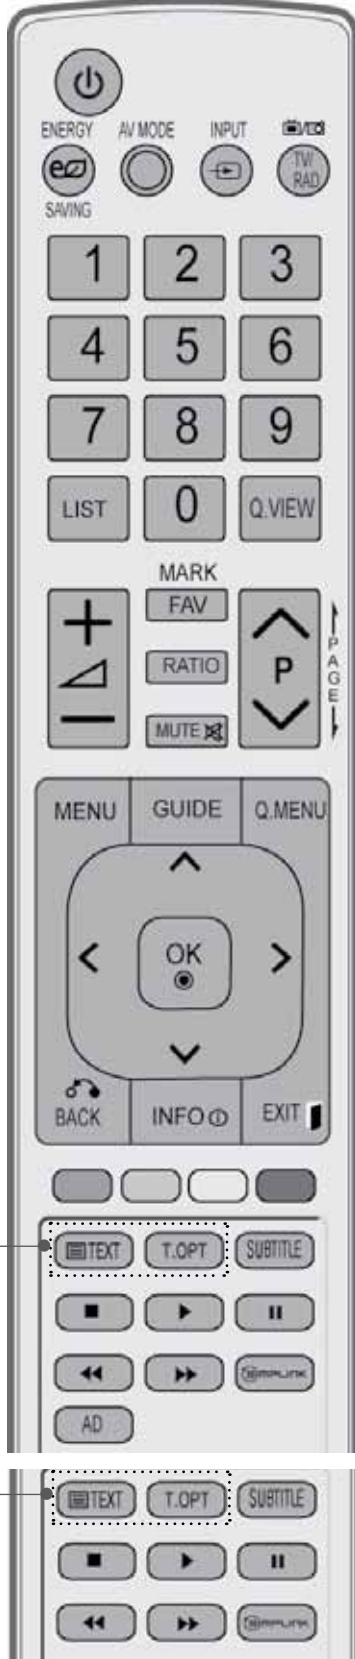 ENERGY AV MODE INPUT
TV/
RAD
SAVING
1 2 3
4 5 6
7 8 9
LIST 0 Q.VIEW
MARK
FAV
RATIO P
PAGE
MUTE
MENU GUIDE Q.MENU
OK
BACK INFO EXIT
TEXT T.OPT SUBTITLE
SIMPLINK
AD
TEXT T.OPT SUBTITLE
SIMPLINK